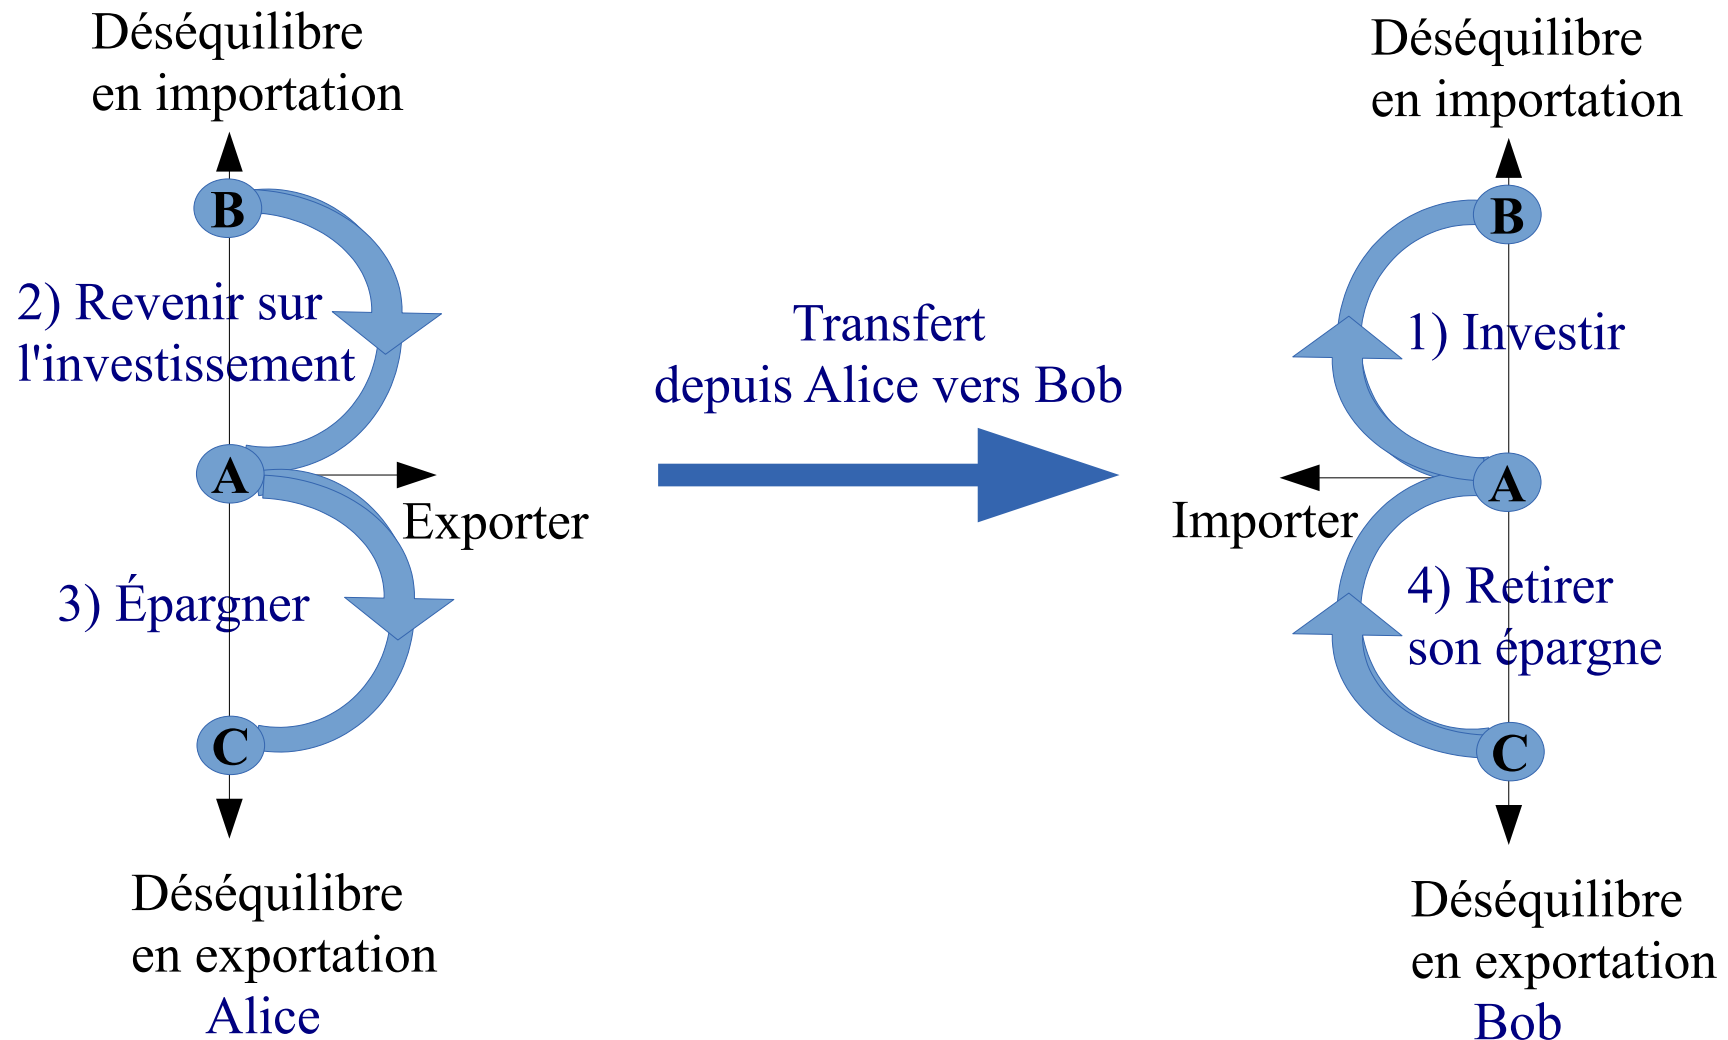 Déséquilibre
en importation
B
2) Revenir sur
l'investissement
A
Exporter
3) Épargner
C
Déséquilibre
en exportation
Alice
Transfert
depuis Alice vers Bob
Déséquilibre
en importation
B
1) Investir
A
Importer
4) Retirer
son épargne
C
Déséquilibre
en exportation
Bob